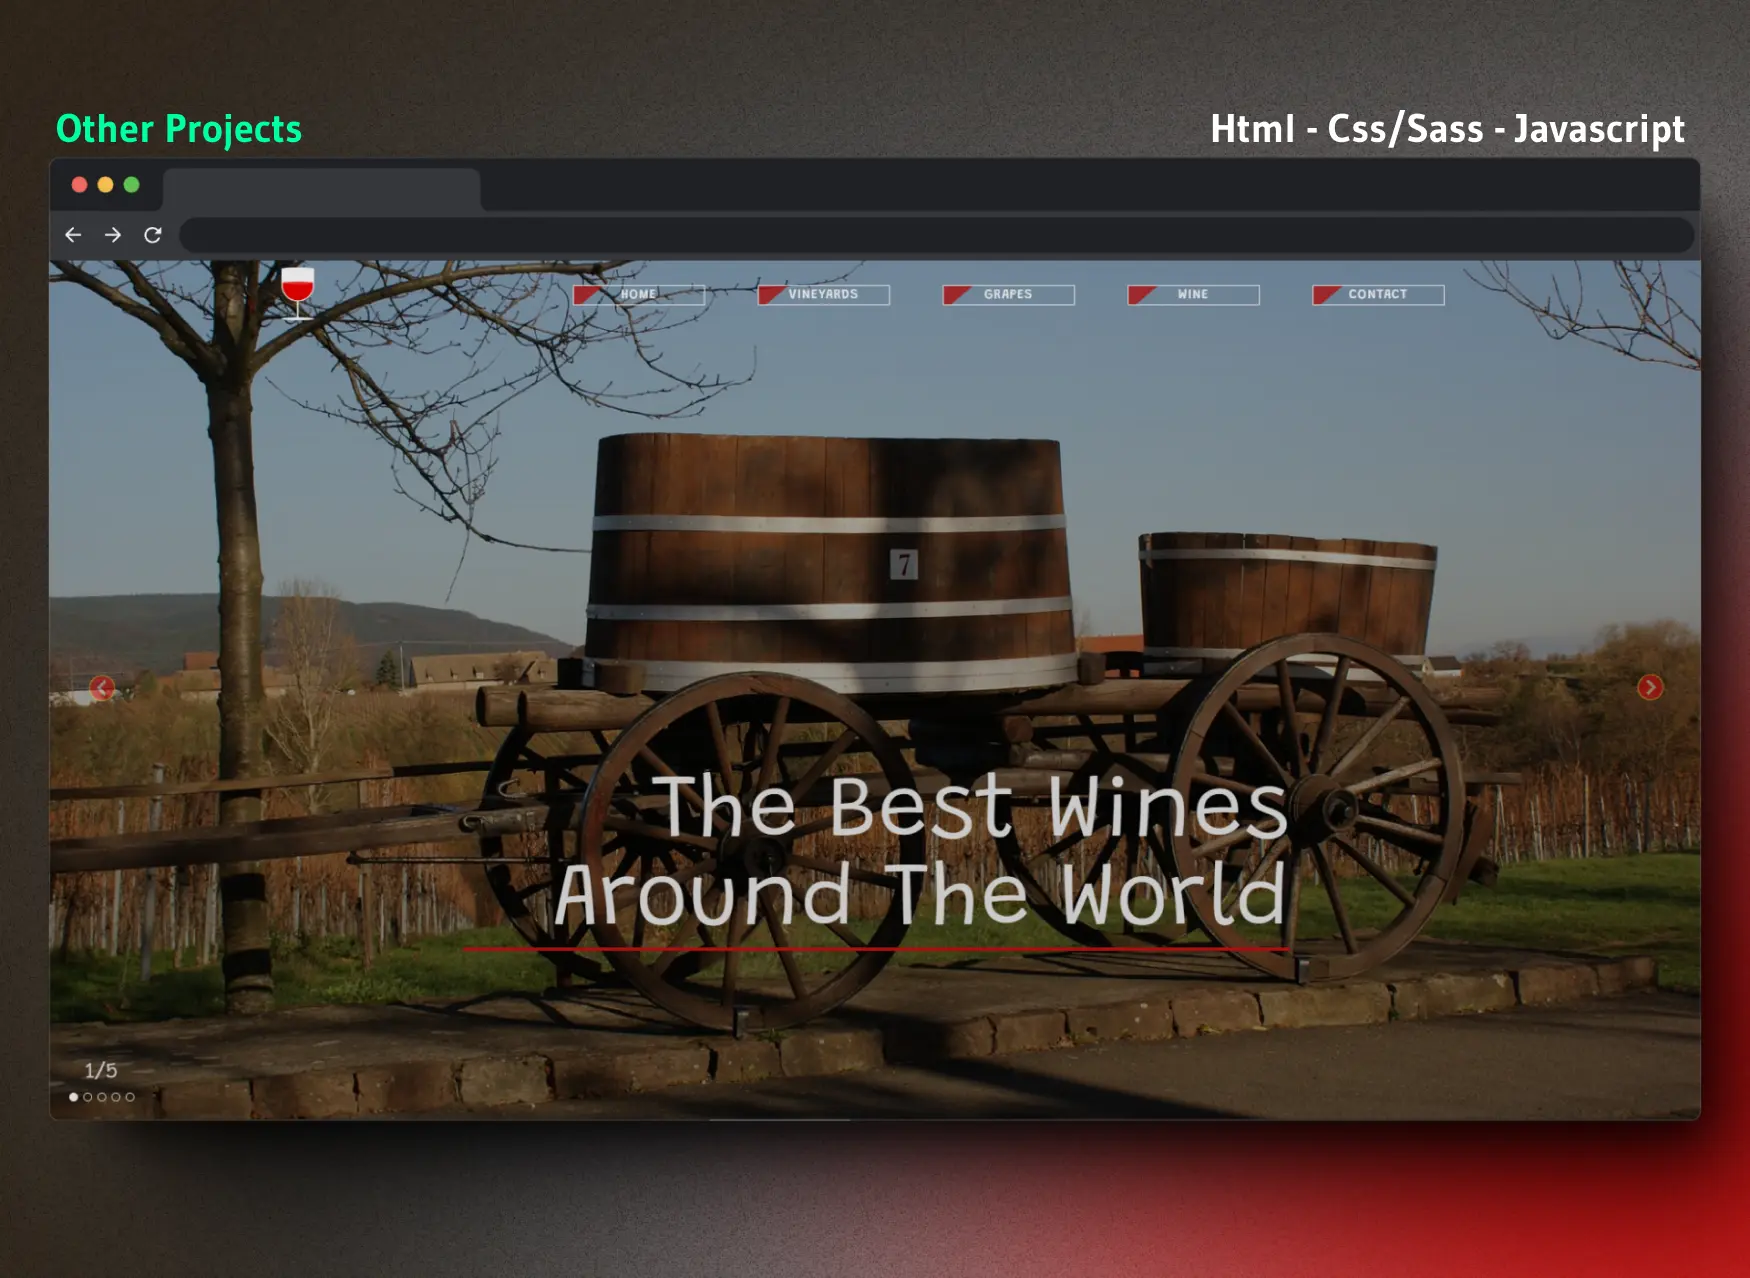 Other Projects
Html - Css/Sass - Javascript
HOME
VINEYARDS
GRAPES
WINE
CONTACT
7
The Best Wines
Around The World
1/5